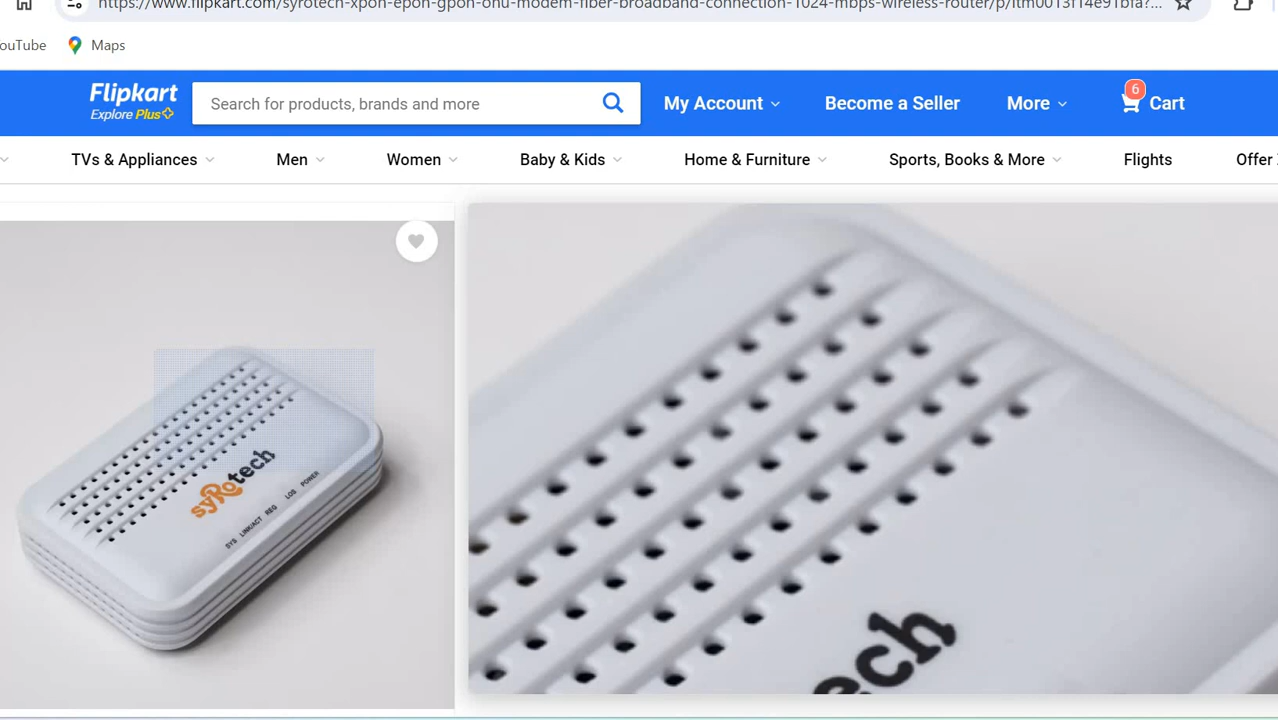 https://www.flipkart.com/syrotech-xpon-epon-gpon-onu-modem-fiber-broadband-connection-1024-mbps-wireless-router/p/itm0013f14e91bfa?...
ouTube Maps
Flipkart
Explore Plus
Search for products, brands and more
My Account
Become a Seller
More
6
Cart
TVs & Appliances
Men
Women
Baby & Kids
Home & Furniture
Sports, Books & More
Flights
Offer
syRotech
SYS LINK/ACT REG LOS POWER
ech